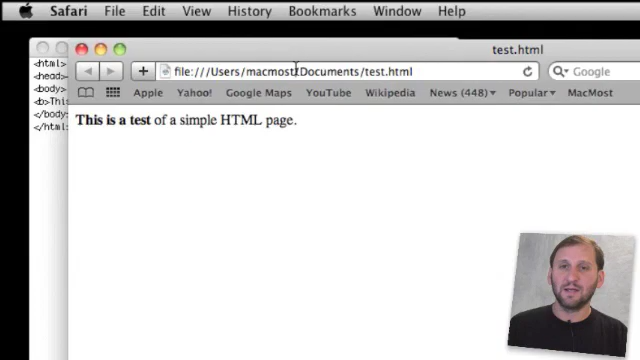 Safari File Edit View History Bookmarks Window Help
test.html
file:///Users/macmost/Documents/test.html
Google
Apple Yahoo! Google Maps YouTube Wikipedia News (448) Popular MacMost
<html>
<head>
<body>
<b>This
</body>
</html>
This is a test of a simple HTML page.